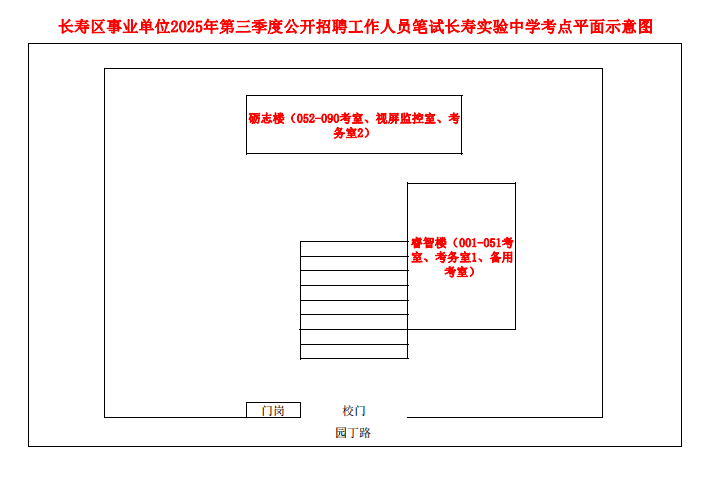 长寿区事业单位2025年第三季度公开招聘工作人员笔试长寿实验中学考点平面示意图
砺志楼（052-090考室、视屏监控室、考
务室2）
睿智楼（001-051考
室、考务室1、备用
考室）
门岗
校门
园丁路